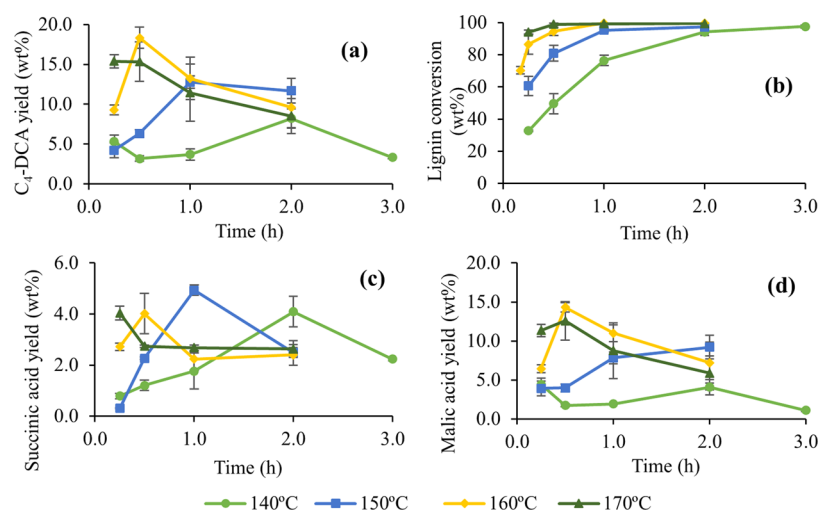 C₄-DCA yield (wt%)
20.0
15.0
10.0
5.0
0.0
(a)
0.0 1.0 2.0 3.0
Time (h)
Lignin conversion
(wt%)
100
80
60
40
20
0
(b)
0.0 1.0 2.0 3.0
Time (h)
Succinic acid yield (wt%)
6.0
4.0
2.0
0.0
(c)
0.0 1.0 2.0 3.0
Time (h)
Malic acid yield (wt%)
20.0
15.0
10.0
5.0
0.0
(d)
0.0 1.0 2.0 3.0
Time (h)
140ºC 150ºC 160ºC 170ºC